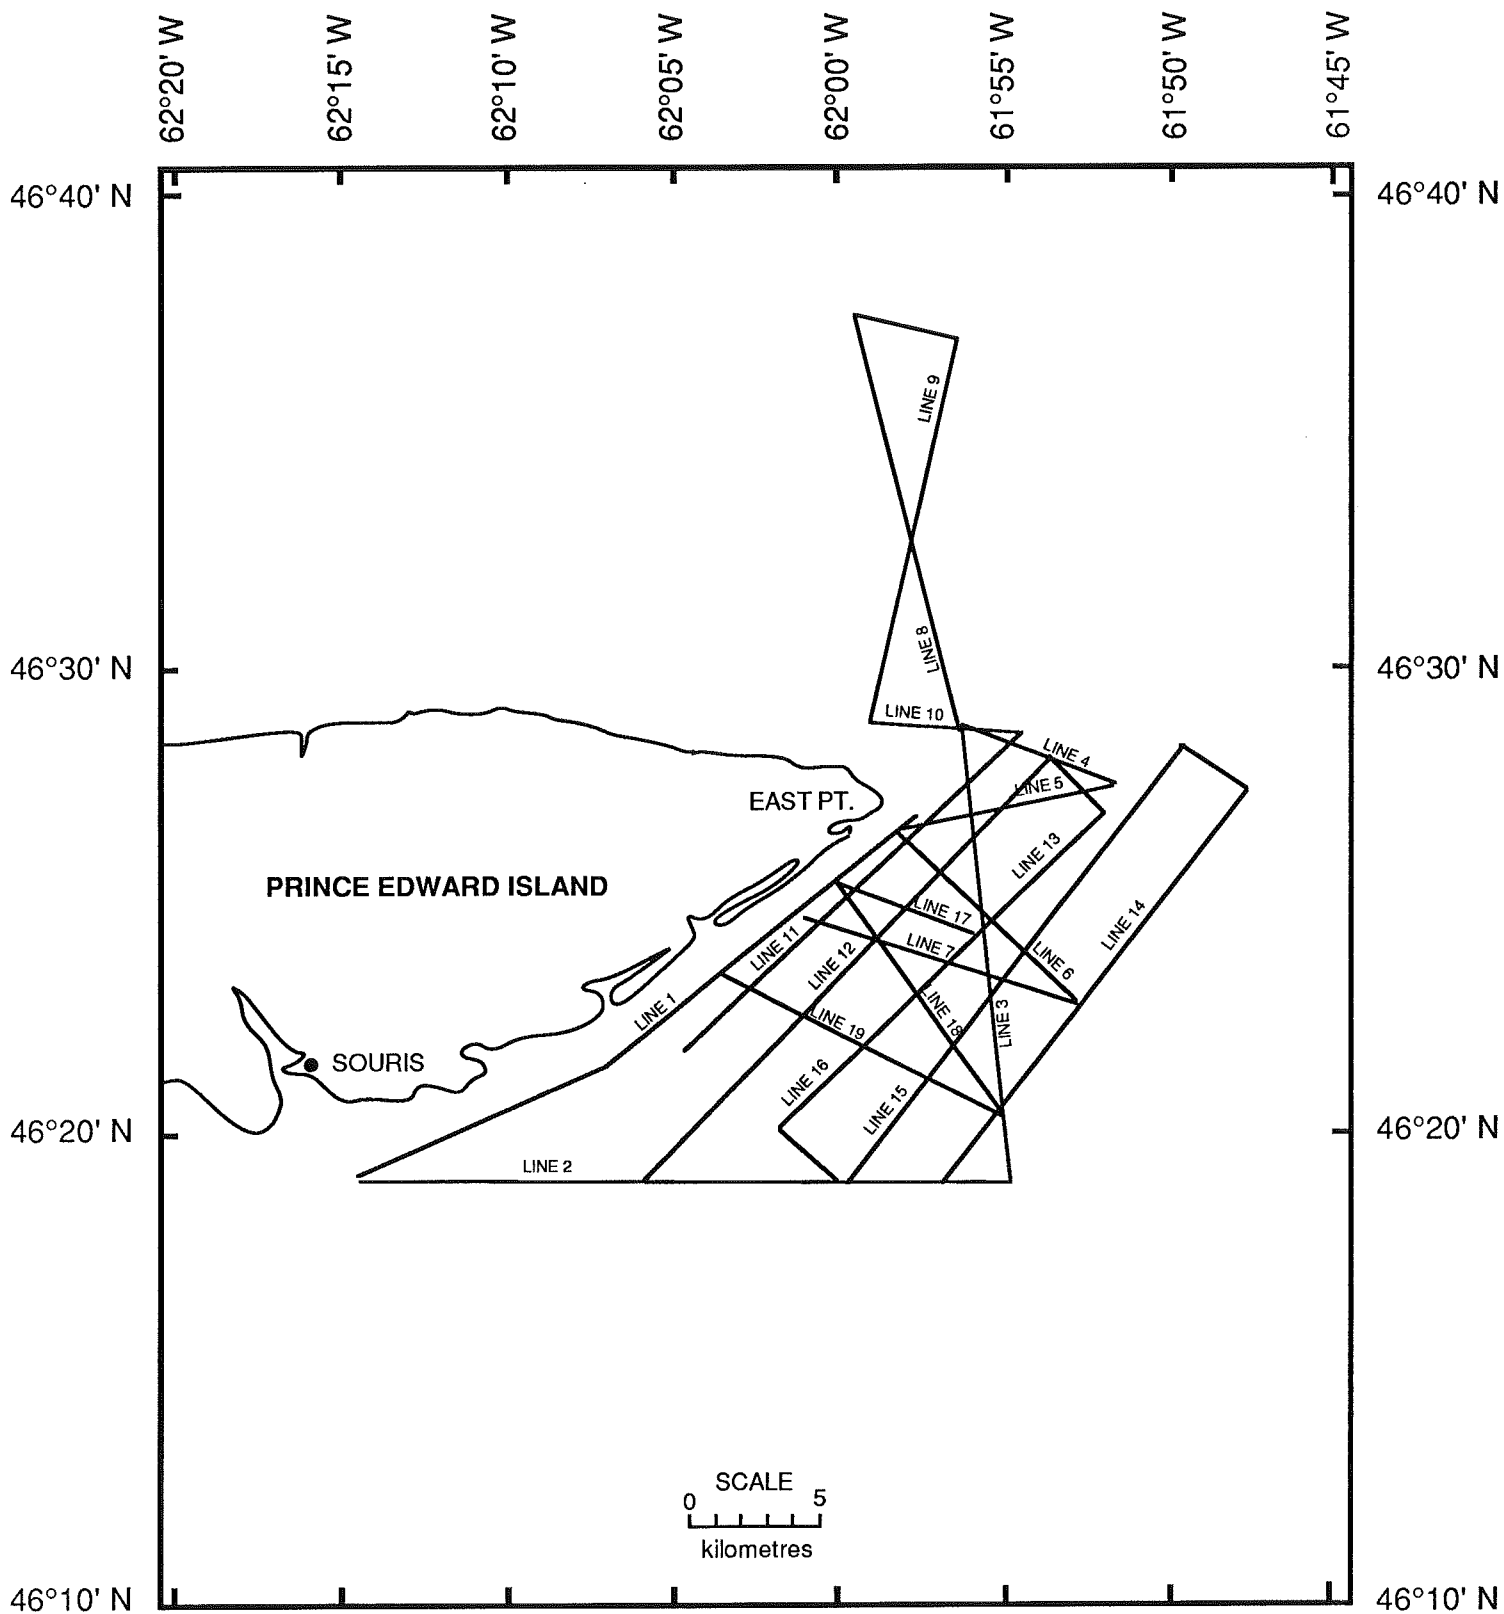 62°20' W
62°15' W
62°10' W
62°05' W
62°00' W
61°55' W
61°50' W
61°45' W
46°40' N
46°40' N
LINE 9
LINE 8
46°30' N
46°30' N
LINE 10
LINE 4
LINE 5
EAST PT.
LINE 13
PRINCE EDWARD ISLAND
LINE 17
LINE 14
LINE 11
LINE 7
LINE 12
LINE 6
LINE 1
LINE 18
LINE 3
LINE 19
SOURIS
LINE 16
LINE 15
46°20' N
46°20' N
LINE 2
SCALE
0 5
kilometres
46°10' N
46°10' N